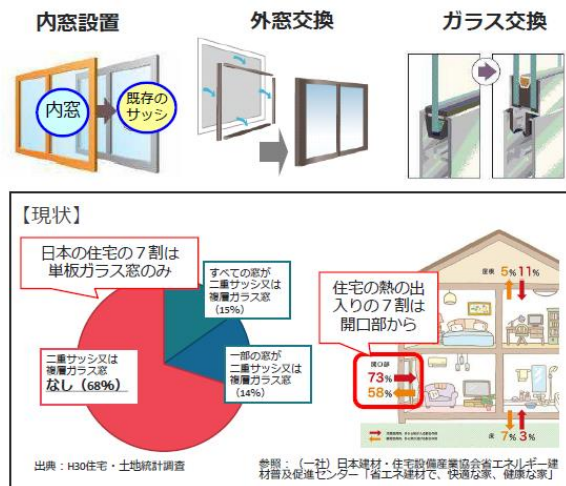 内窓設置
外窓交換
ガラス交換
内窓
既存の
サッシ
【現状】
日本の住宅の7割は
単板ガラス窓のみ
すべての窓が
二重サッシ又は
複層ガラス窓
（15%）
二重サッシ又は
複層ガラス窓
なし（68%）
一部の窓が
二重サッシ又は
複層ガラス窓
（14%）
出典：H30住宅・土地統計調査
住宅の熱の出
入りの7割は
開口部から
屋根 5% 11%
開口部
73%
58%
床 7% 3%
参照：（一社）日本建材・住宅設備産業協会省エネルギー建
材普及促進センター「省エネ建材で、快適な家、健康な家」